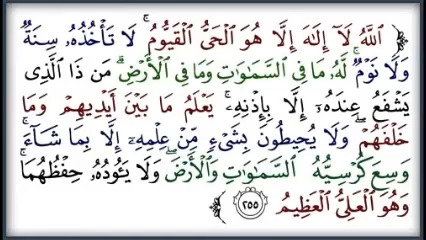 ﴿ ٱللَّهُ لَآ إِلَـٰهَ إِلَّا هُوَ ٱلْحَىُّ ٱلْقَيُّومُ ۚ لَا تَأْخُذُهُۥ سِنَةٌ
وَلَا نَوْمٌ ۚ لَّهُۥ مَا فِى ٱلسَّمَـٰوَٰتِ وَمَا فِى ٱلْأَرْضِ ۗ مَن ذَا ٱلَّذِى
يَشْفَعُ عِندَهُۥٓ إِلَّا بِإِذْنِهِۦ ۚ يَعْلَمُ مَا بَيْنَ أَيْدِيهِمْ وَمَا
خَلْفَهُمْ ۖ وَلَا يُحِيطُونَ بِشَىْءٍ مِّنْ عِلْمِهِۦٓ إِلَّا بِمَا شَآءَ ۚ
وَسِعَ كُرْسِيُّهُ ٱلسَّمَـٰوَٰتِ وَٱلْأَرْضَ ۖ وَلَا يَـُٔودُهُۥ حِفْظُهُمَا ۚ
وَهُوَ ٱلْعَلِىُّ ٱلْعَظِيمُ ٢٥٥ ﴾